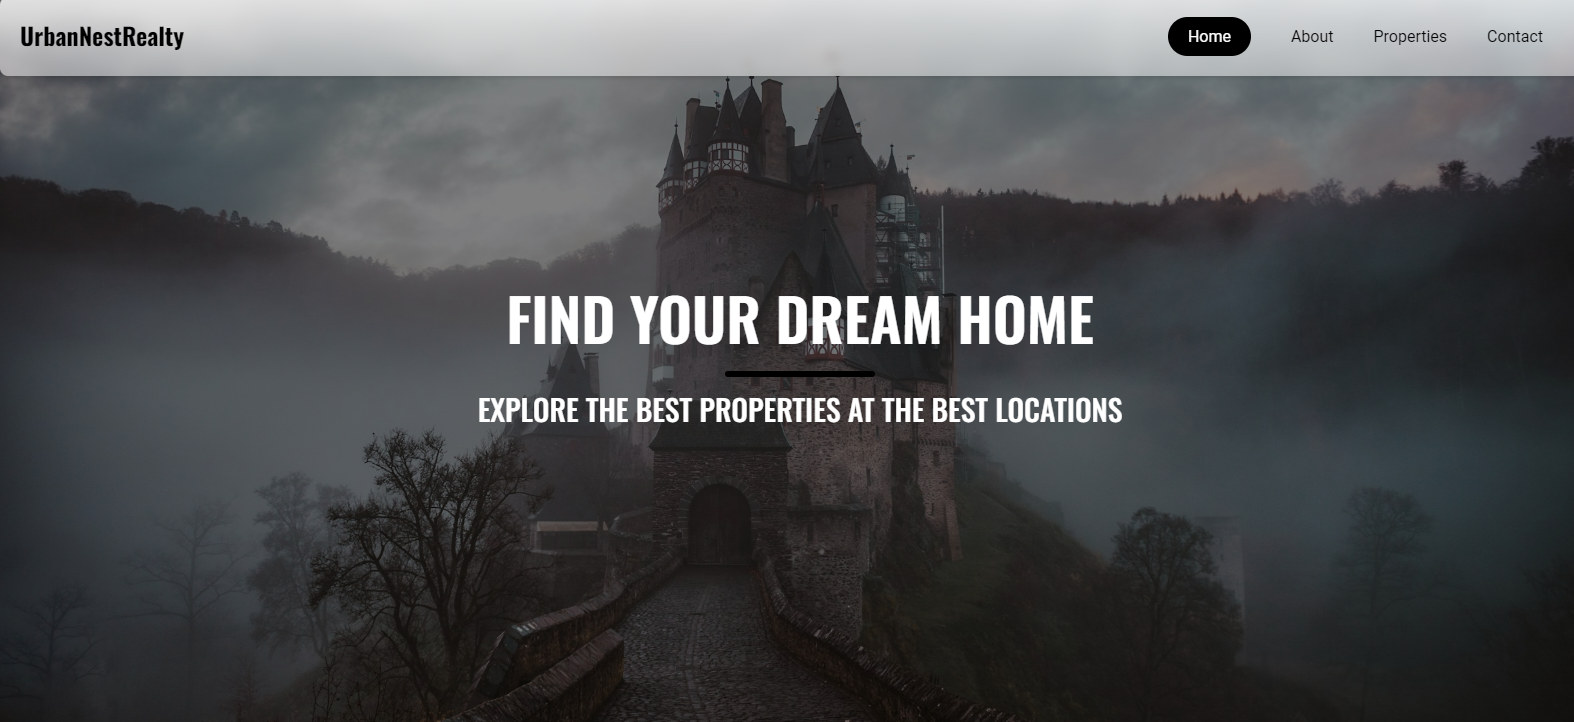 UrbanNestRealty
Home About Properties Contact
FIND YOUR DREAM HOME
EXPLORE THE BEST PROPERTIES AT THE BEST LOCATIONS